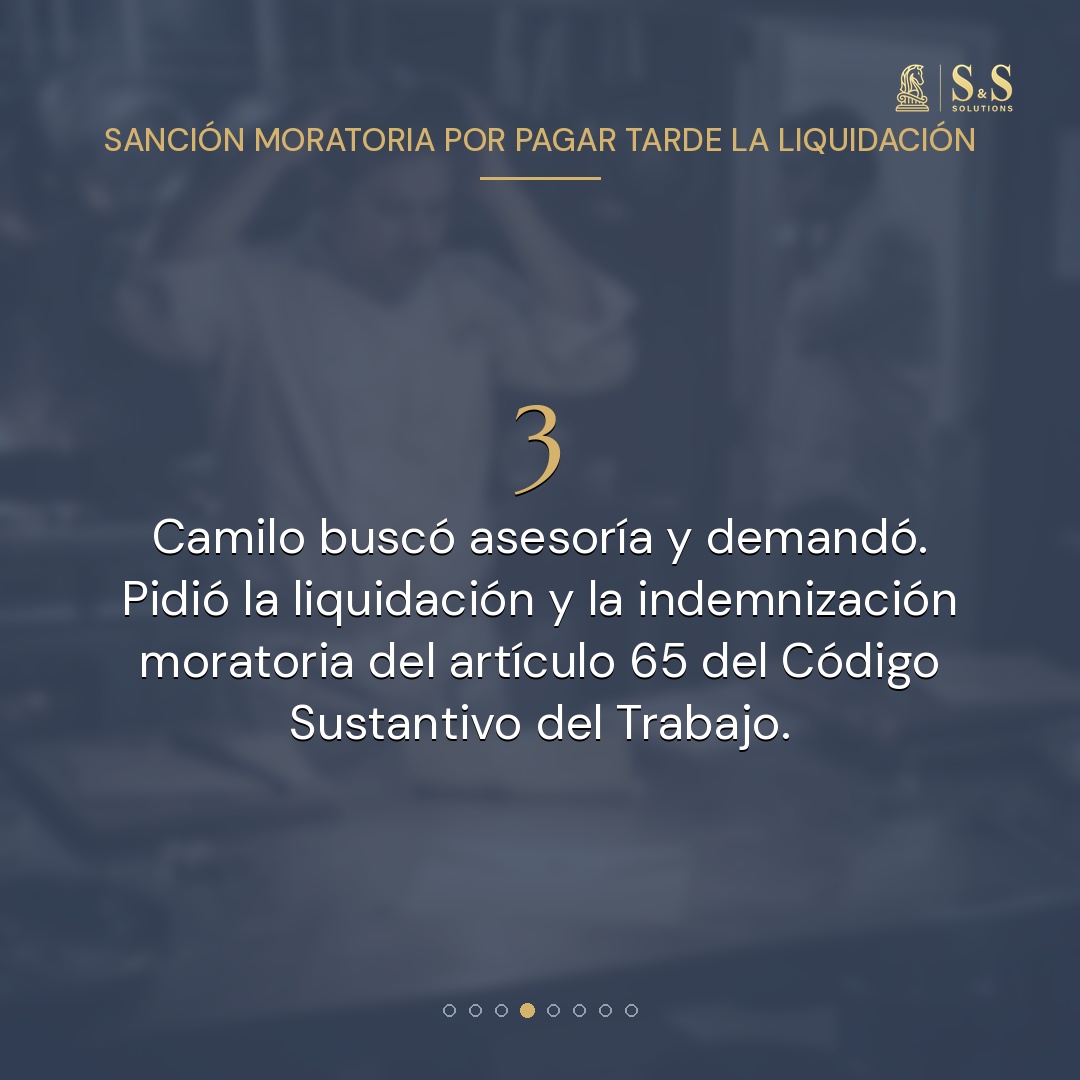 S&S
SOLUTIONS
SANCIÓN MORATORIA POR PAGAR TARDE LA LIQUIDACIÓN
3
Camilo buscó asesoría y demandó.
Pidió la liquidación y la indemnización
moratoria del artículo 65 del Código
Sustantivo del Trabajo.